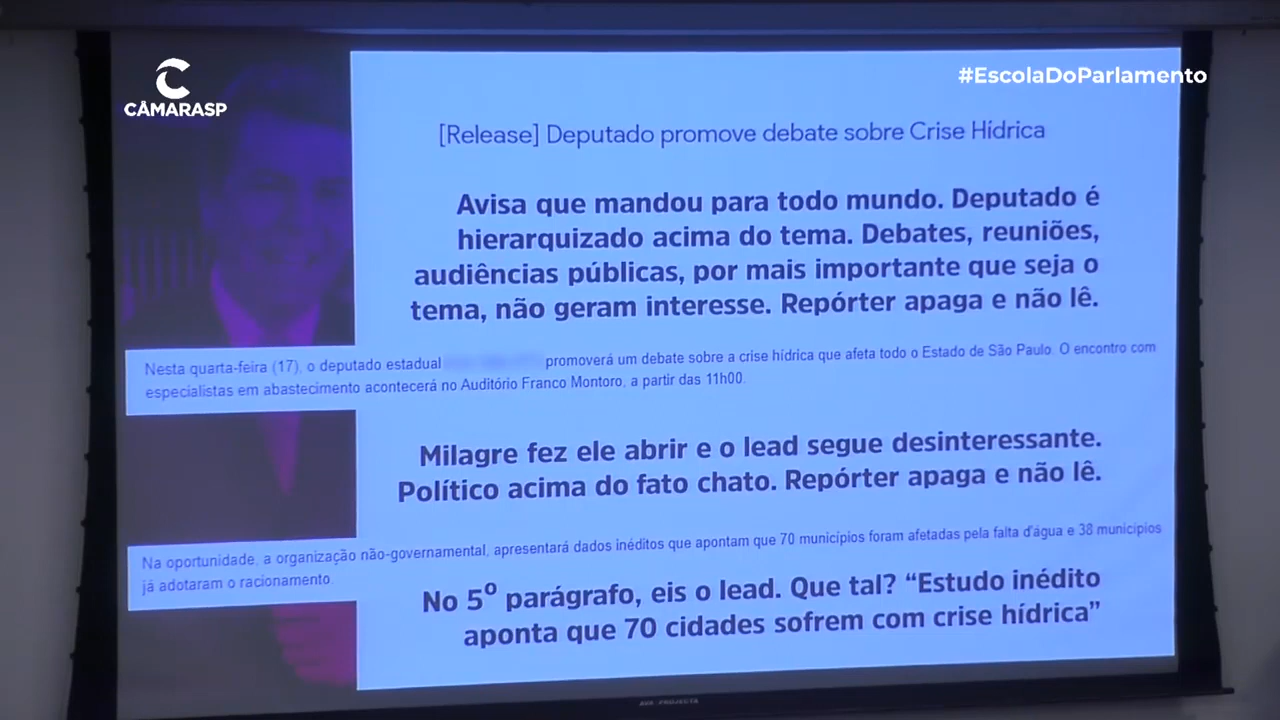 CÂMARASP
#EscolaDoParlamento
[Release] Deputado promove debate sobre Crise Hídrica
Avisa que mandou para todo mundo. Deputado é
hierarquizado acima do tema. Debates, reuniões,
audiências públicas, por mais importante que seja o
tema, não geram interesse. Repórter apaga e não lê.
Nesta quarta-feira (17), o deputado estadual promoverá um debate sobre a crise hídrica que afeta todo o Estado de São Paulo. O encontro com
especialistas em abastecimento acontecerá no Auditório Franco Montoro, a partir das 11h00.
Milagre fez ele abrir e o lead segue desinteressante.
Político acima do fato chato. Repórter apaga e não lê.
Na oportunidade, a organização não-governamental, apresentará dados inéditos que apontam que 70 municípios foram afetadas pela falta d'água e 38 municípios
já adotaram o racionamento.
No 5º parágrafo, eis o lead. Que tal? “Estudo inédito
aponta que 70 cidades sofrem com crise hídrica”